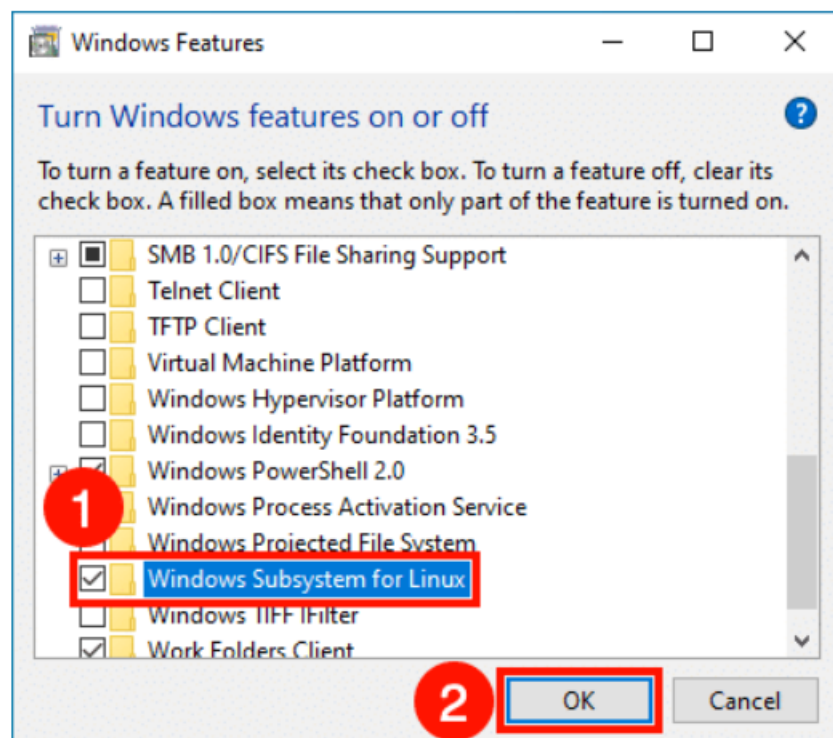 Windows Features
Turn Windows features on or off
?
To turn a feature on, select its check box. To turn a feature off, clear its
check box. A filled box means that only part of the feature is turned on.
SMB 1.0/CIFS File Sharing Support
Telnet Client
TFTP Client
Virtual Machine Platform
Windows Hypervisor Platform
Windows Identity Foundation 3.5
Windows PowerShell 2.0
1
Windows Process Activation Service
Windows Projected File System
Windows Subsystem for Linux
Windows TIFF IFilter
Work Folders Client
2 OK Cancel